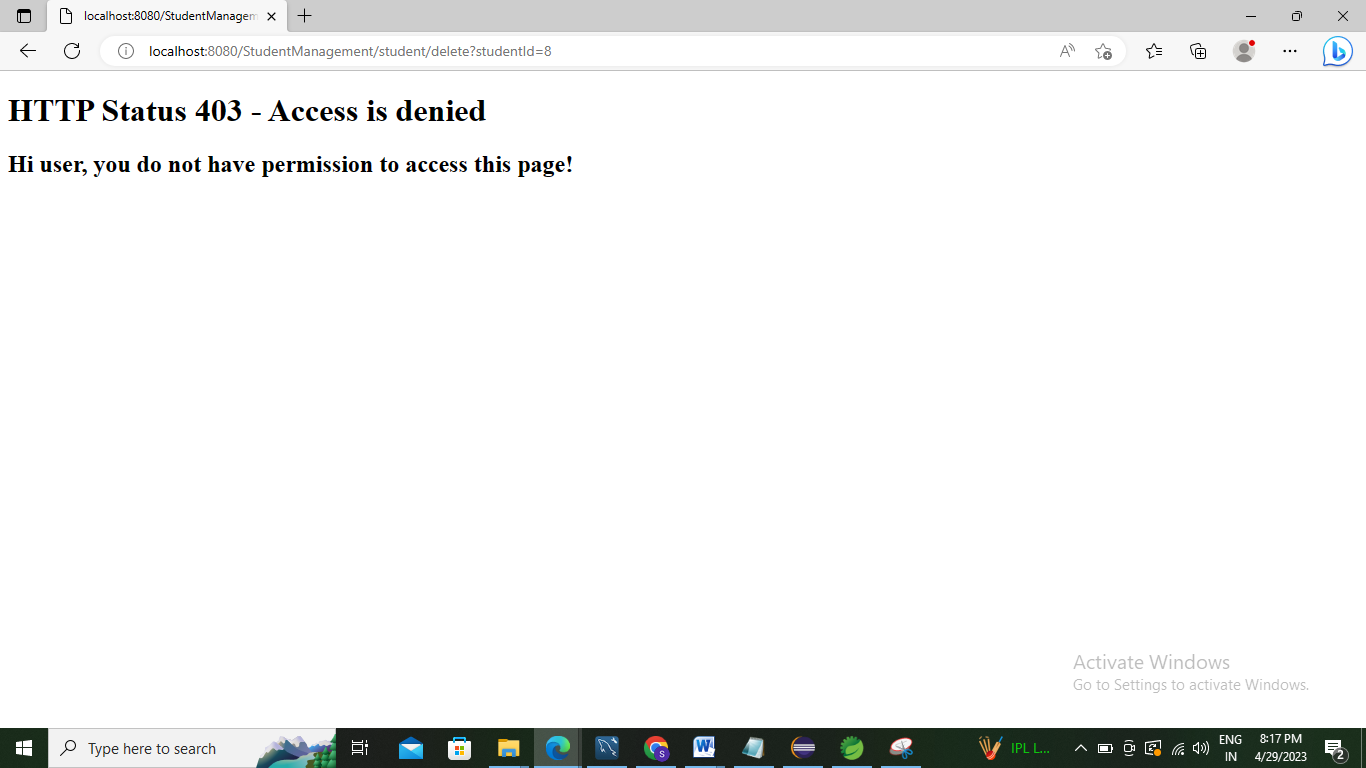 localhost:8080/StudentManagem
localhost:8080/StudentManagement/student/delete?studentId=8
HTTP Status 403 - Access is denied
Hi user, you do not have permission to access this page!
Activate Windows
Go to Settings to activate Windows.
Type here to search
IPL L...
ENG
IN
8:17 PM
4/29/2023
2